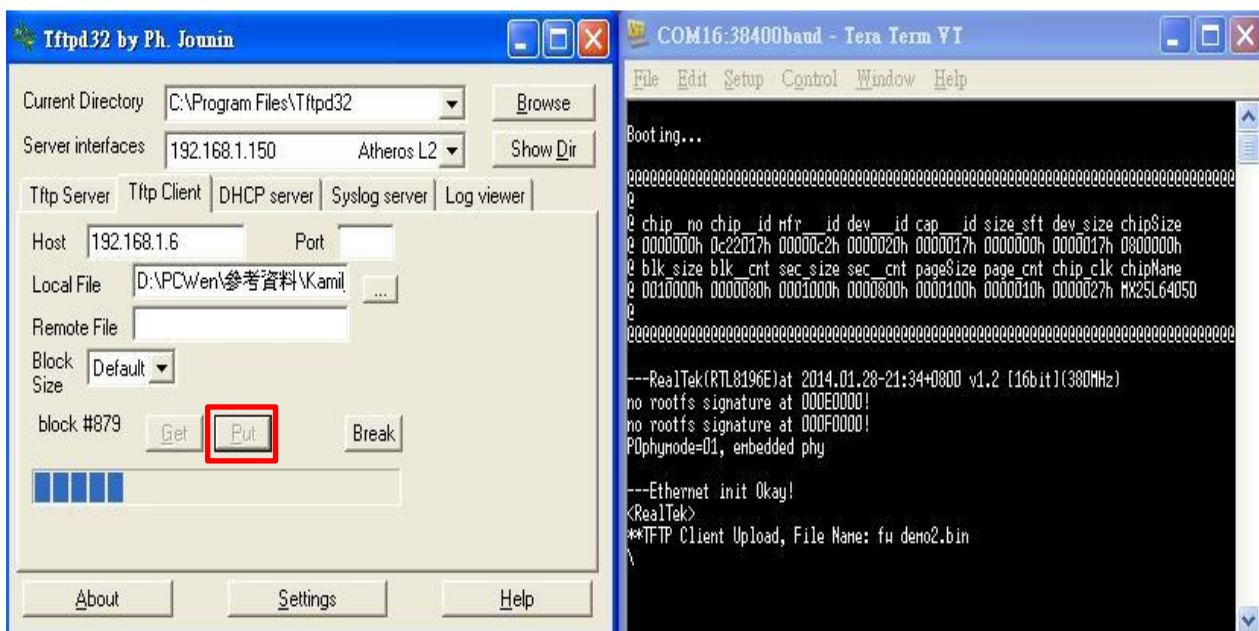 Tftpd32 by Ph. Jounin
Current Directory C:\Program Files\Tftpd32 Browse
Server interfaces 192.168.1.150 Atheros L2 Show Dir
Tftp Server Tftp Client DHCP server Syslog server Log viewer
Host 192.168.1.6 Port
Local File D:\PCWen\參考資料\Kamil ...
Remote File
Block Size Default
block #879 Get Put Break
About Settings Help
COM16:38400baud - Tera Term VT
File Edit Setup Control Window Help
Booting...
@@@@@@@@@@@@@@@@@@@@@@@@@@@@@@@@@@@@@@@@@@@@@@@@@@@@@@@@@@@@@@@@@@@@@@@@@@@@
@
@ chip__no chip__id mfr___id dev___id cap___id size_sft dev_size chipSize
@ 0000000h 0c22017h 00000c2h 0000020h 0000017h 0000000h 0000017h 0800000h
@ blk_size blk__cnt sec_size sec__cnt pageSize page_cnt chip_clk chipName
@ 0010000h 0000080h 0001000h 0000800h 0000100h 0000010h 0000027h MX25L6405D
@
@@@@@@@@@@@@@@@@@@@@@@@@@@@@@@@@@@@@@@@@@@@@@@@@@@@@@@@@@@@@@@@@@@@@@@@@@@@@
---RealTek(RTL8196E)at 2014.01.28-21:34+0800 v1.2 [16bit](380MHz)
no rootfs signature at 000E0000!
no rootfs signature at 000F0000!
P0phymode=01, embedded phy
---Ethernet init Okay!
<RealTek>
**TFTP Client Upload, File Name: fw demo2.bin
\